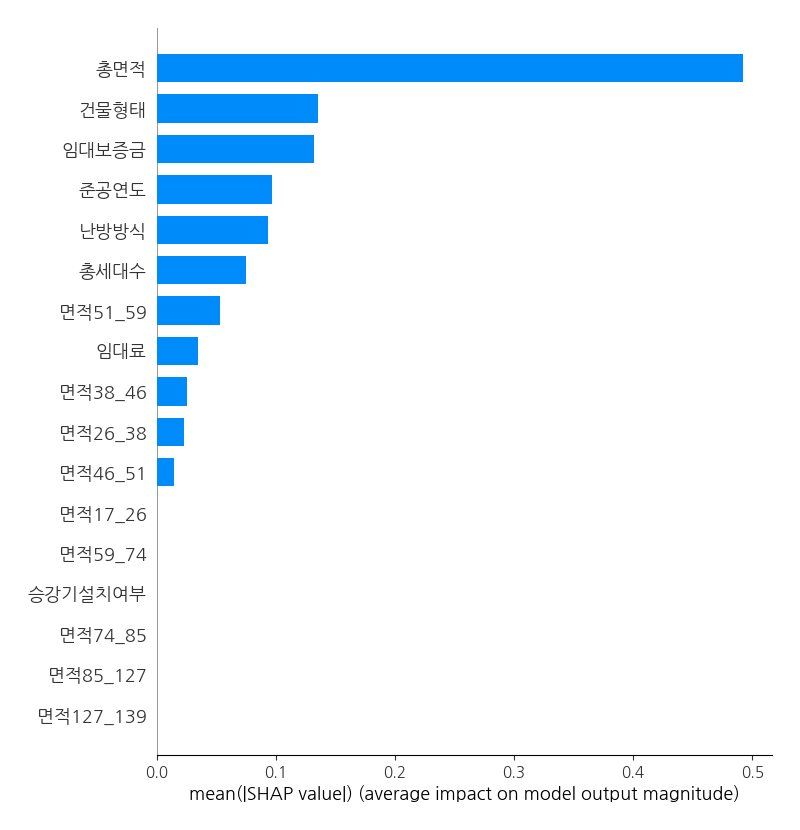 총면적
건물형태
임대보증금
준공연도
난방방식
총세대수
면적51_59
임대료
면적38_46
면적26_38
면적46_51
면적17_26
면적59_74
승강기설치여부
면적74_85
면적85_127
면적127_139
0.0 0.1 0.2 0.3 0.4 0.5
mean(|SHAP value|) (average impact on model output magnitude)